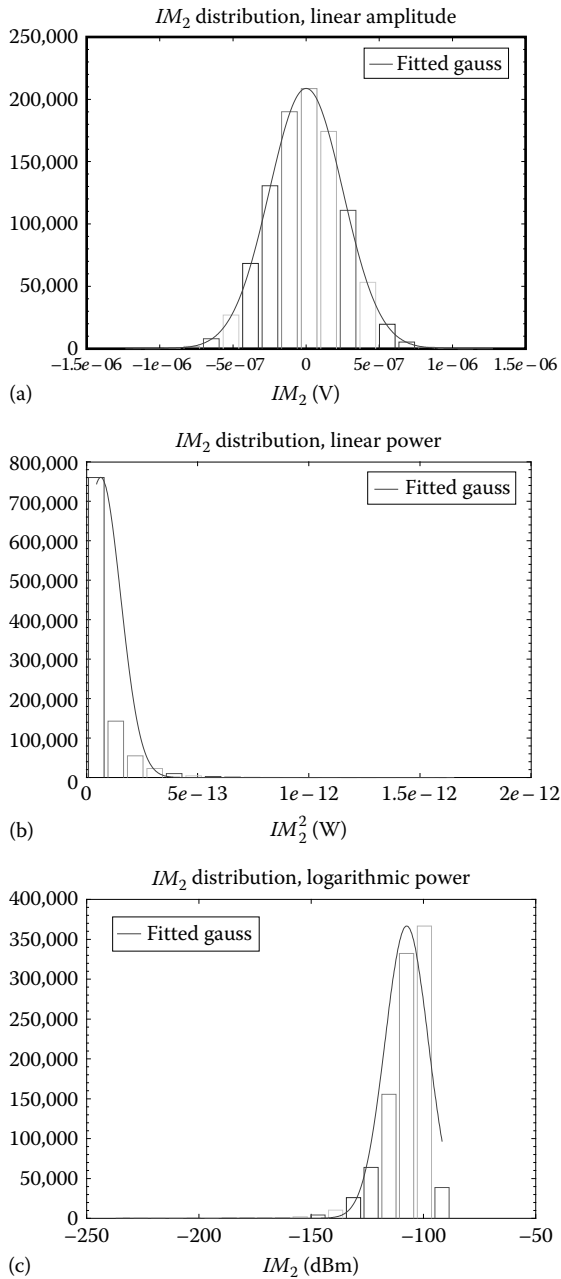 IM₂ distribution, linear amplitude
250,000
Fitted gauss
200,000
150,000
100,000
50,000
0
−1.5e−06 −1e−06 −5e−07 0 5e−07 1e−06 1.5e−06
(a) IM₂ (V)
IM₂ distribution, linear power
800,000
Fitted gauss
700,000
600,000
500,000
400,000
300,000
200,000
100,000
0
0 5e−13 1e−12 1.5e−12 2e−12
(b) IM₂² (W)
IM₂ distribution, logarithmic power
400,000
Fitted gauss
350,000
300,000
250,000
200,000
150,000
100,000
50,000
0
−250 −200 −150 −100 −50
(c) IM₂ (dBm)